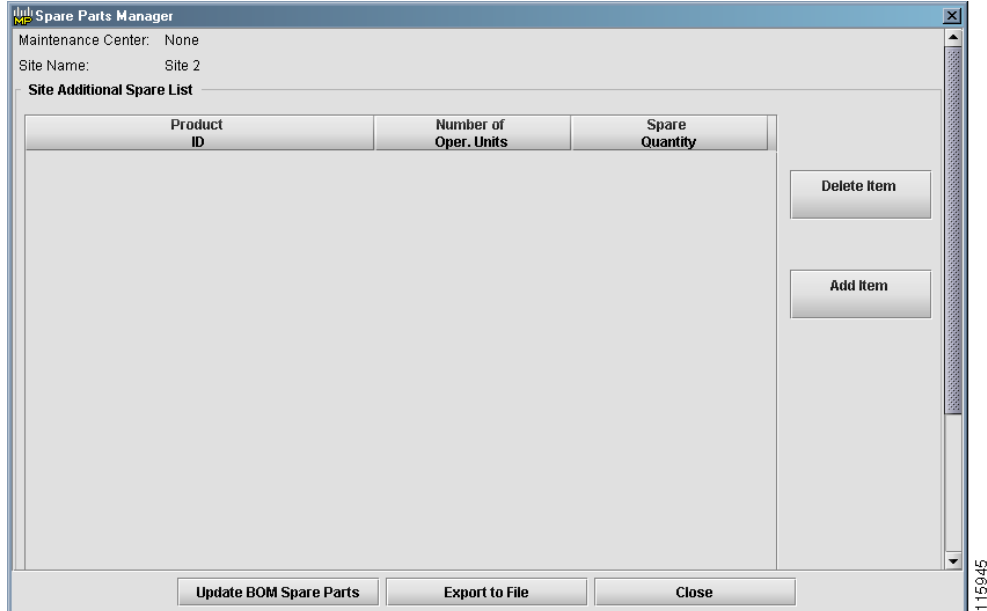 MP Spare Parts Manager
Maintenance Center: None
Site Name: Site 2
Site Additional Spare List
Product ID
Number of Oper. Units
Spare Quantity
Delete Item
Add Item
Update BOM Spare Parts
Export to File
Close
115945